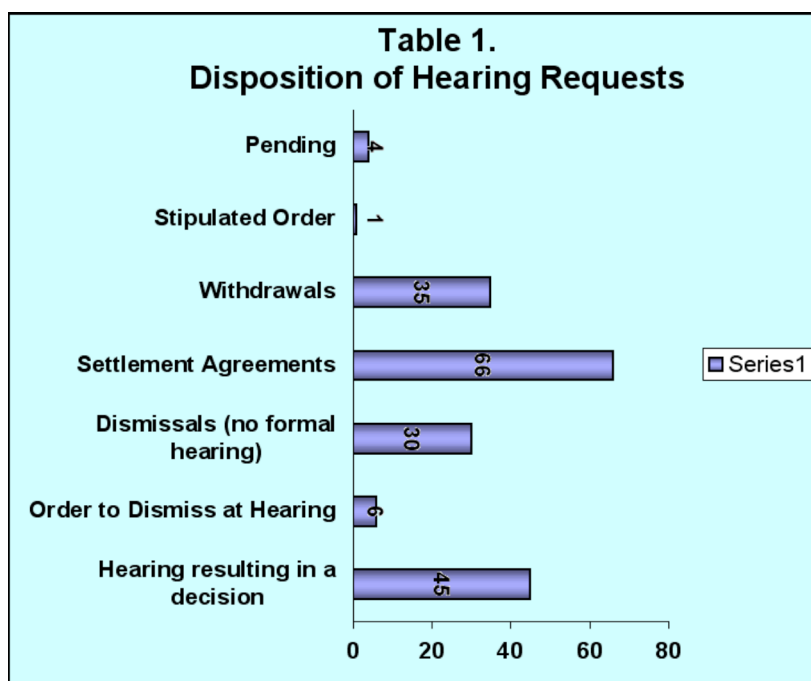 Table 1.
Disposition of Hearing Requests
Pending
4
Stipulated Order
1
Withdrawals
35
Settlement Agreements
66
Series1
Dismissals (no formal
hearing)
30
Order to Dismiss at Hearing
6
Hearing resulting in a
decision
45
0 20 40 60 80